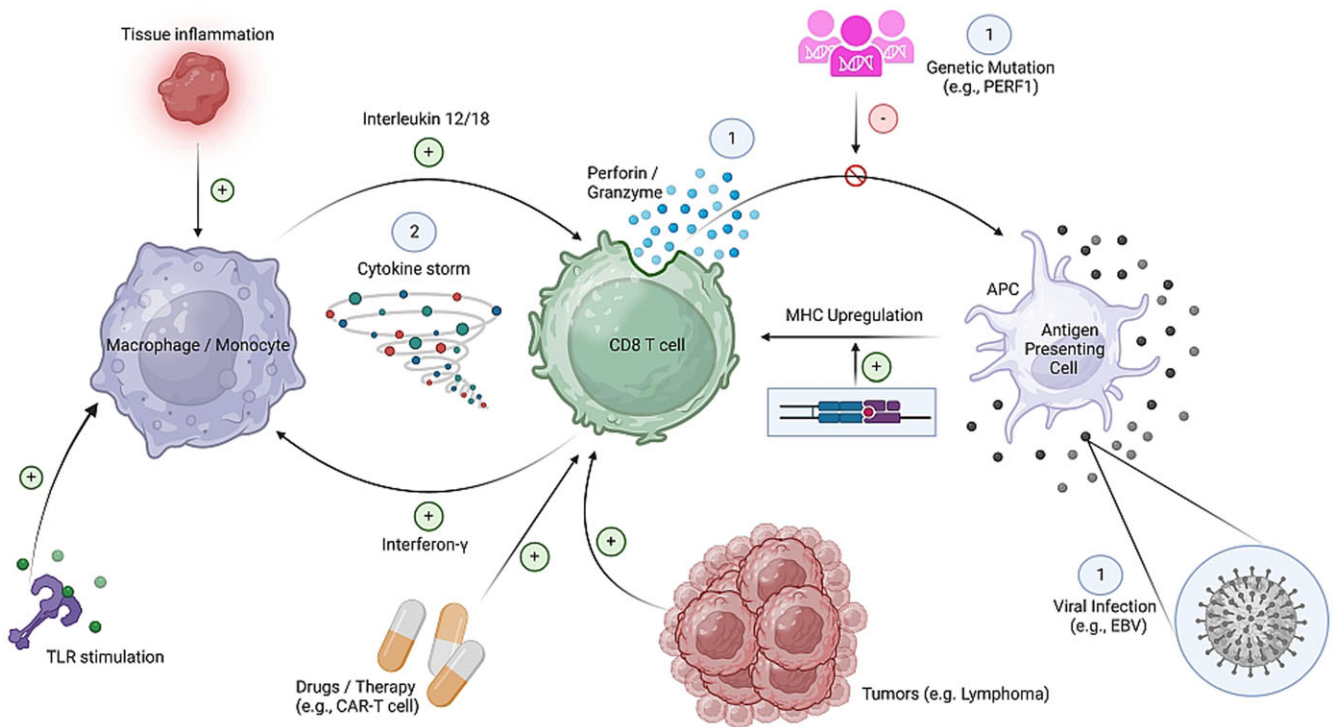 Tissue inflammation
+
Interleukin 12/18
+
1
Genetic Mutation
(e.g., PERF1)
-
1
Perforin /
Granzyme
2
Cytokine storm
Macrophage / Monocyte
CD8 T cell
MHC Upregulation
+
APC
Antigen
Presenting
Cell
+
+
Interferon-γ
+
+
1
Viral Infection
(e.g., EBV)
TLR stimulation
Drugs / Therapy
(e.g., CAR-T cell)
Tumors (e.g. Lymphoma)